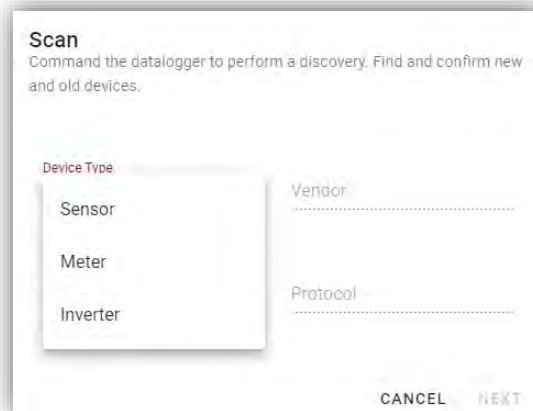 Scan
Command the datalogger to perform a discovery. Find and confirm new
and old devices.
Device Type
Sensor
Vendor
Meter
Inverter
Protocol
CANCEL NEXT